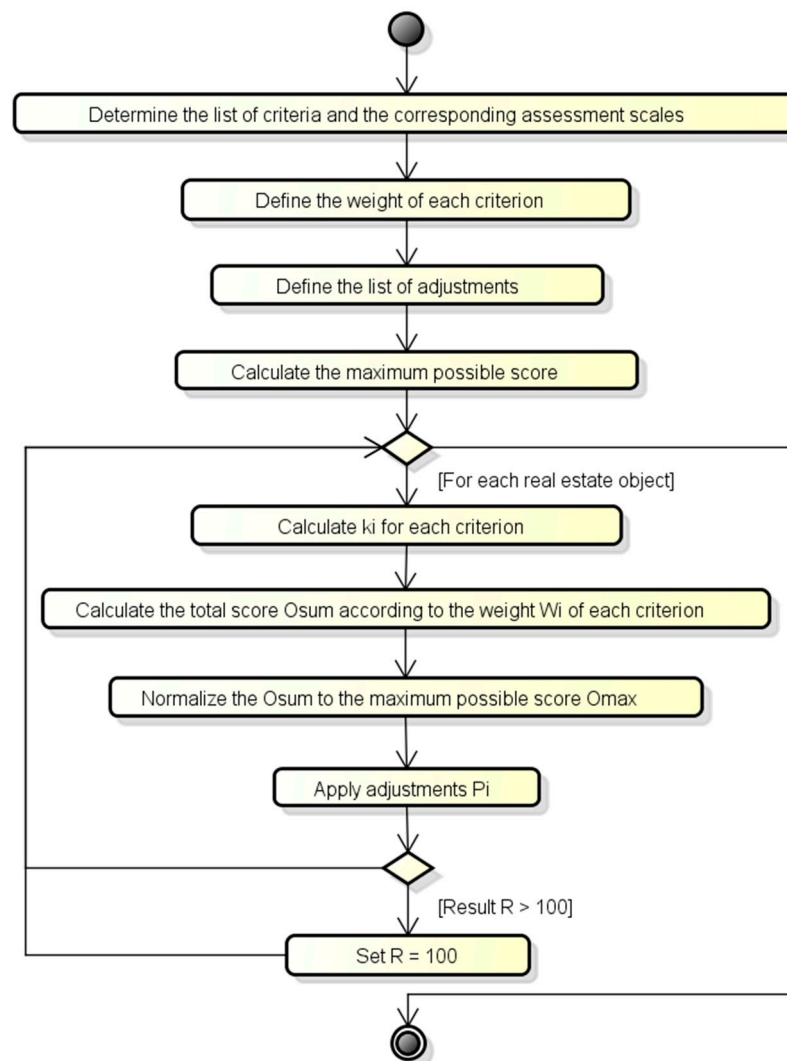 Determine the list of criteria and the corresponding assessment scales
Define the weight of each criterion
Define the list of adjustments
Calculate the maximum possible score
[For each real estate object]
Calculate ki for each criterion
Calculate the total score Osum according to the weight Wi of each criterion
Normalize the Osum to the maximum possible score Omax
Apply adjustments Pi
[Result R > 100]
Set R = 100